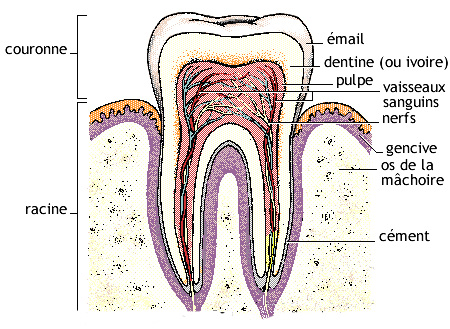 couronne
racine
émail
dentine (ou ivoire)
pulpe
vaisseaux
sanguins
nerfs
gencive
os de la
mâchoire
cément